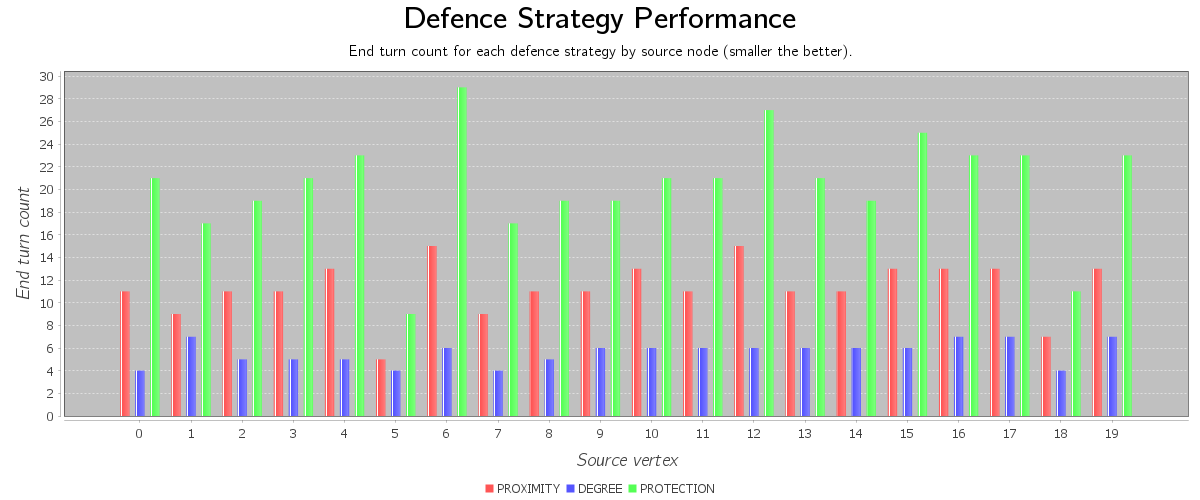 Defence Strategy Performance
End turn count for each defence strategy by source node (smaller the better).
30
28
26
24
22
20
18
16
14
12
10
8
6
4
2
0
End turn count
0 1 2 3 4 5 6 7 8 9 10 11 12 13 14 15 16 17 18 19
Source vertex
PROXIMITY DEGREE PROTECTION